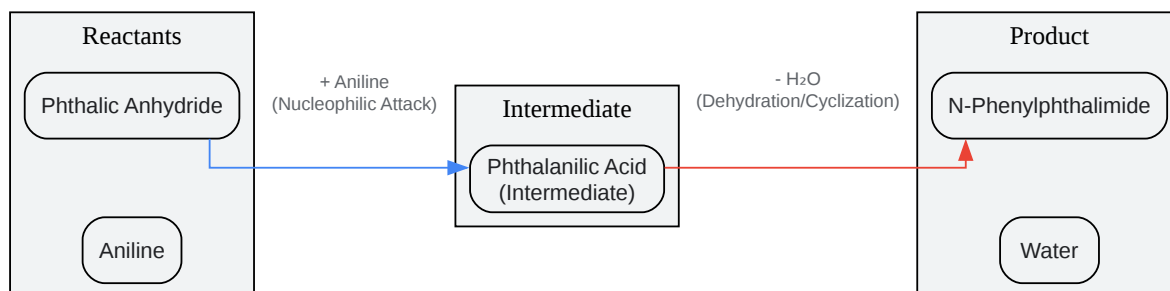 Reactants
Phthalic Anhydride
Aniline
+ Aniline
(Nucleophilic Attack)
Intermediate
Phthalanilic Acid
(Intermediate)
- H₂O
(Dehydration/Cyclization)
Product
N-Phenylphthalimide
Water